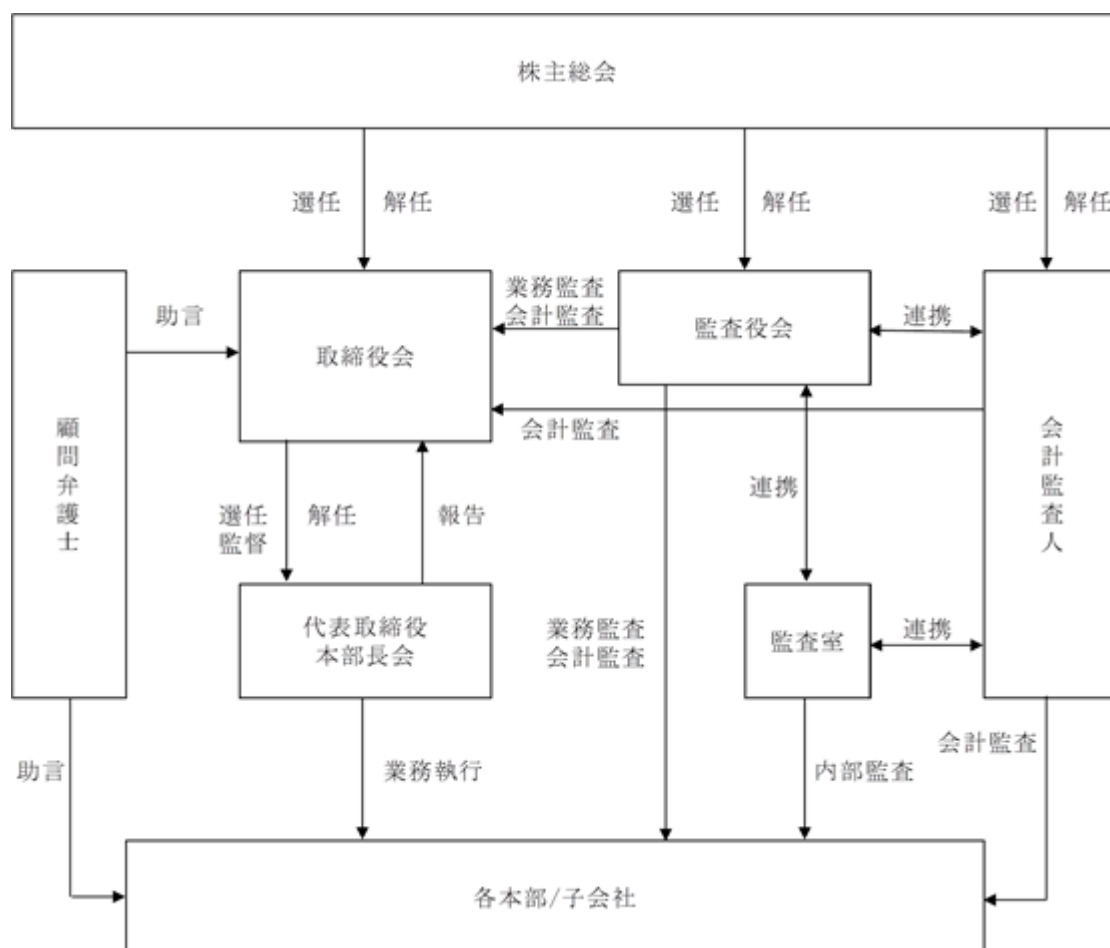 株主総会
選任
解任
選任
解任
選任
解任
助言
取締役会
業務監査
会計監査
監査役会
連携
会計監査
顧問弁護士
会計監査人
連携
選任
監督
解任
報告
代表取締役
本部長会
業務監査
会計監査
監査室
連携
助言
業務執行
内部監査
会計監査
各本部/子会社